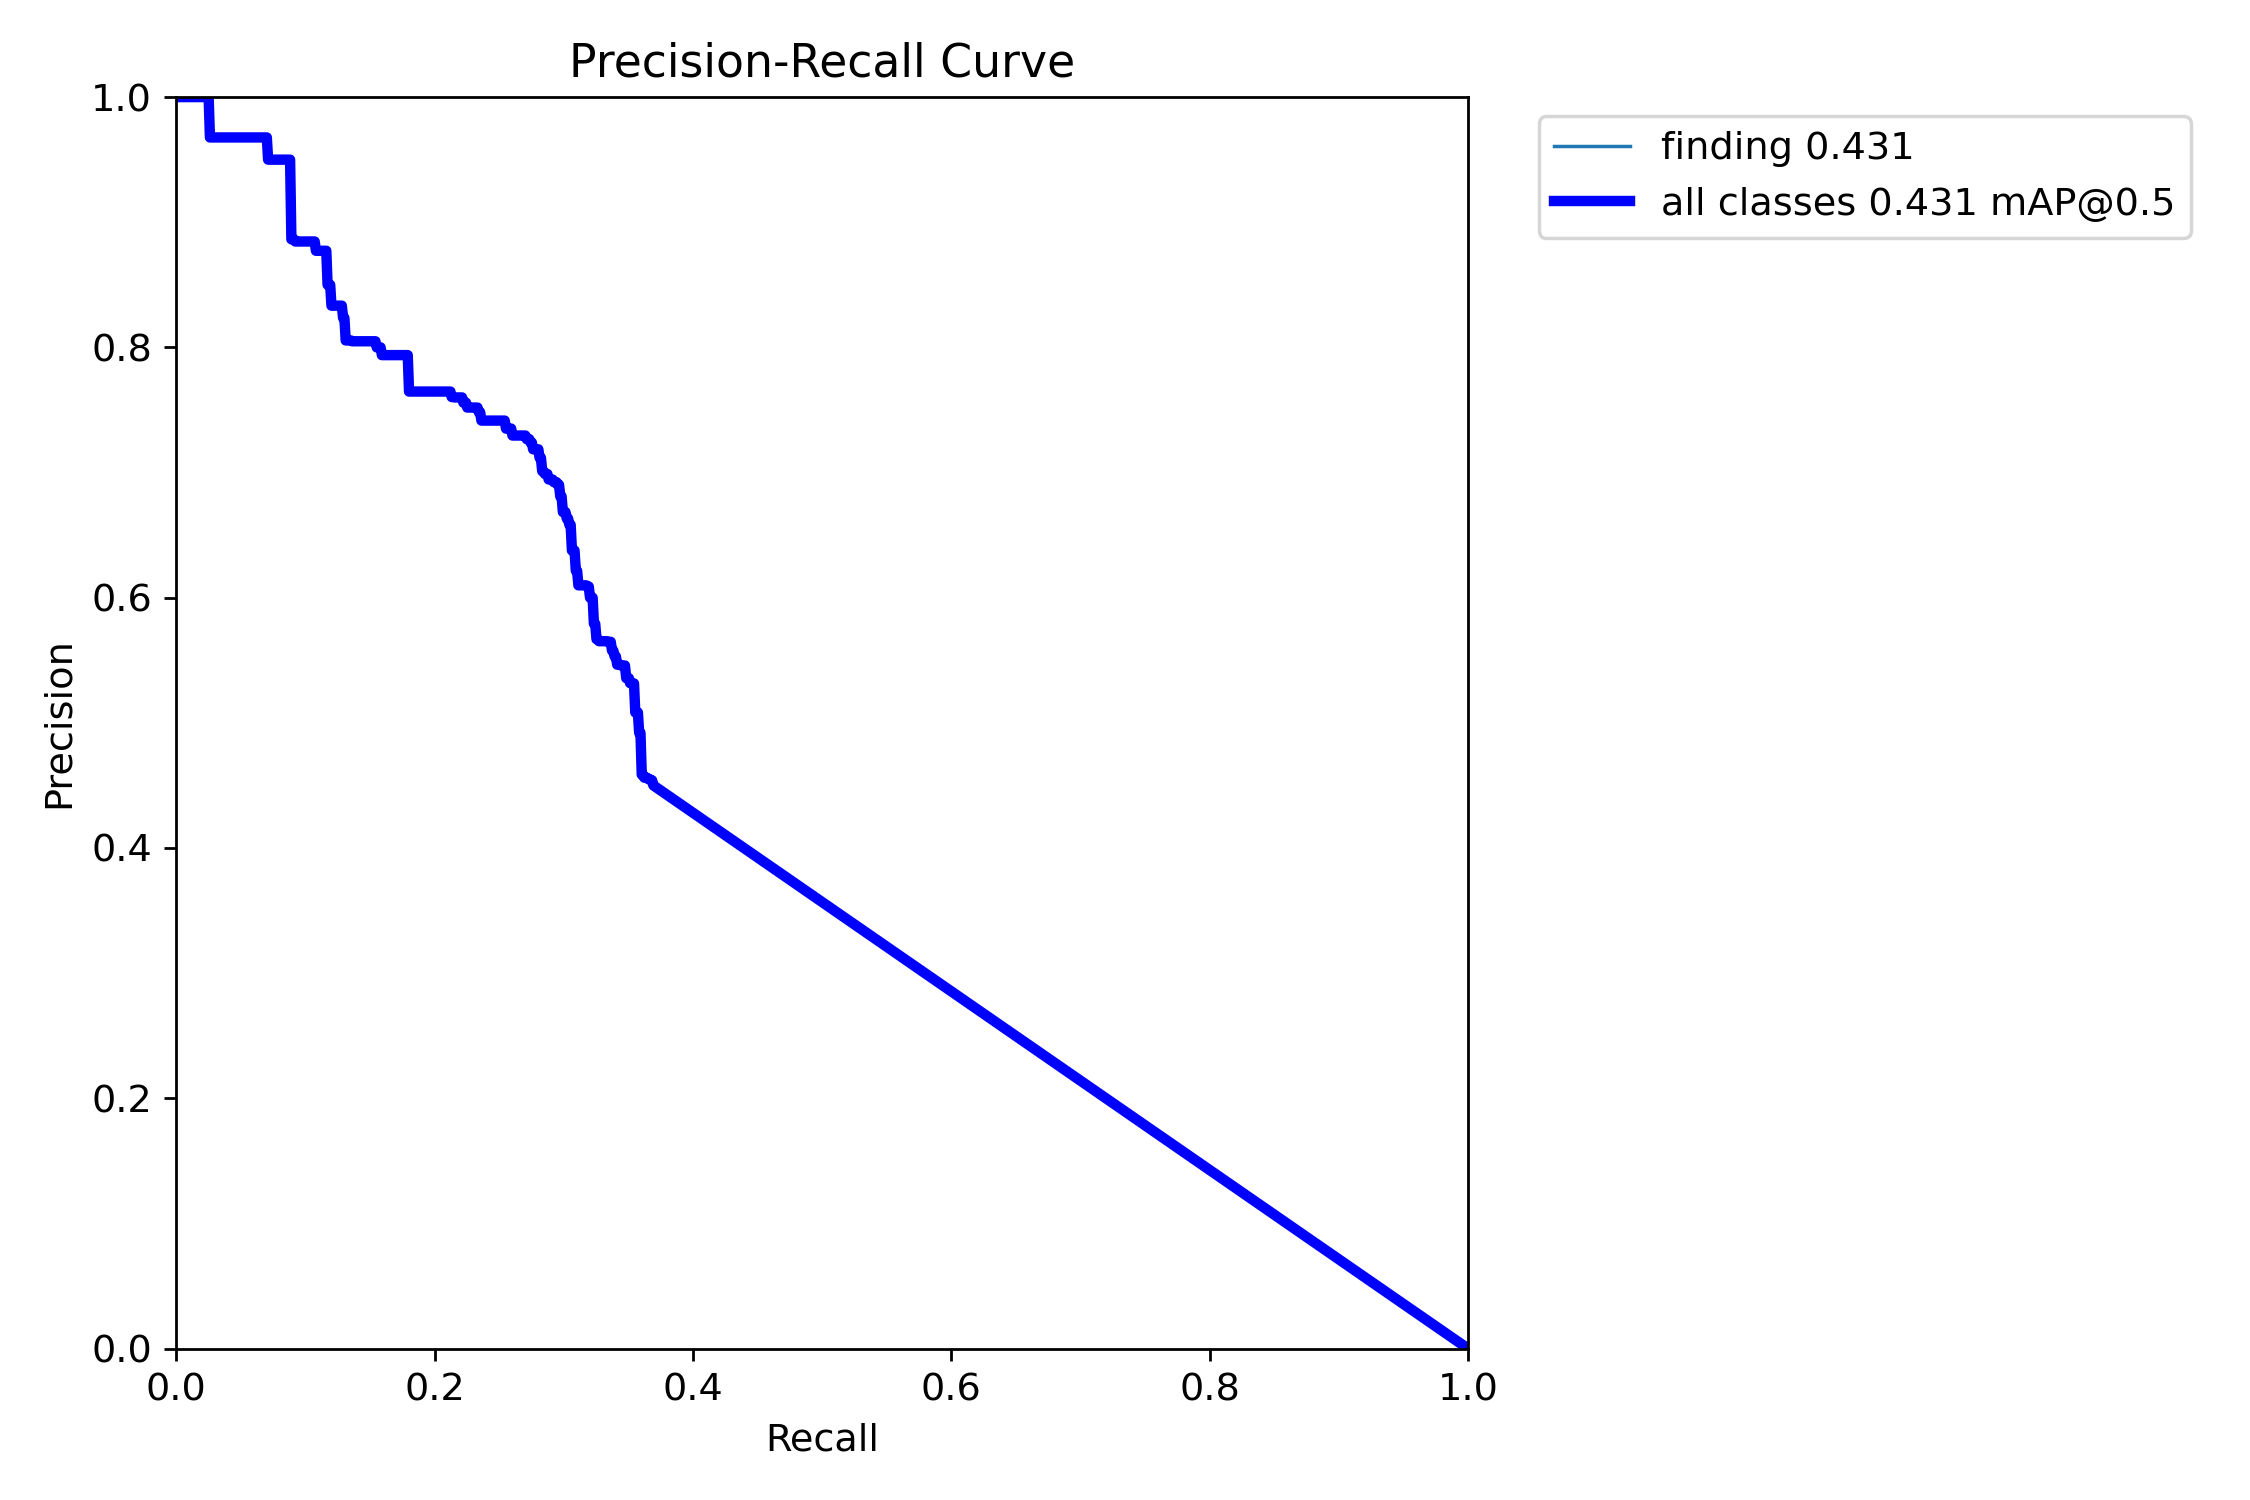 Precision-Recall Curve
1.0
0.8
0.6
0.4
0.2
0.0
Precision
0.0 0.2 0.4 0.6 0.8 1.0
Recall
finding 0.431
all classes 0.431 mAP@0.5